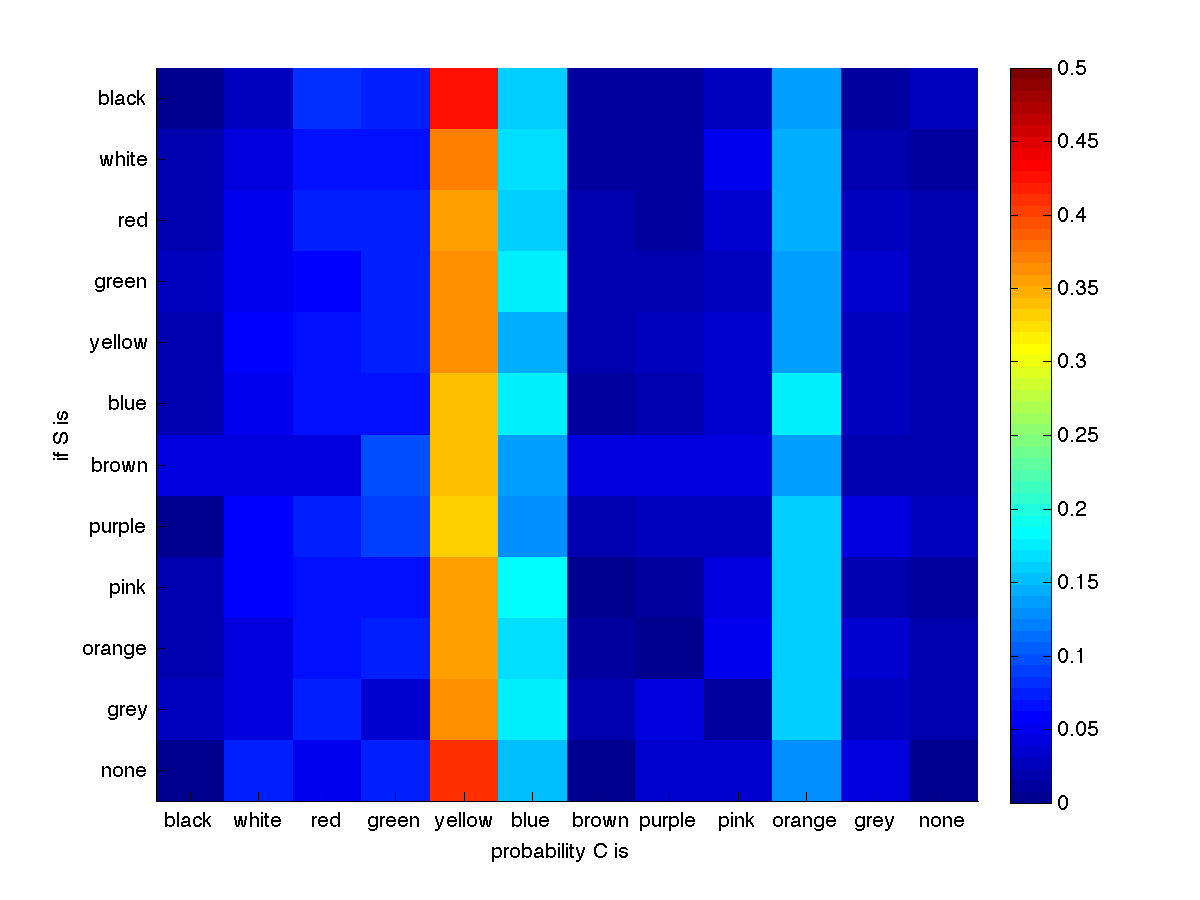 black
white
red
green
yellow
blue
brown
purple
pink
orange
grey
none
if S is
black white red green yellow blue brown purple pink orange grey none
probability C is
0.5
0.45
0.4
0.35
0.3
0.25
0.2
0.15
0.1
0.05
0